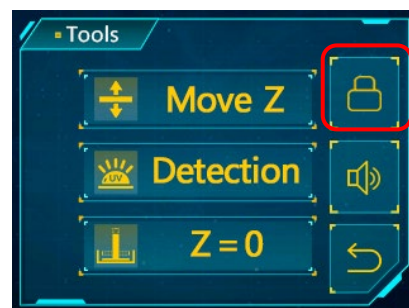 Tools
Move Z
UV
Detection
Z = 0